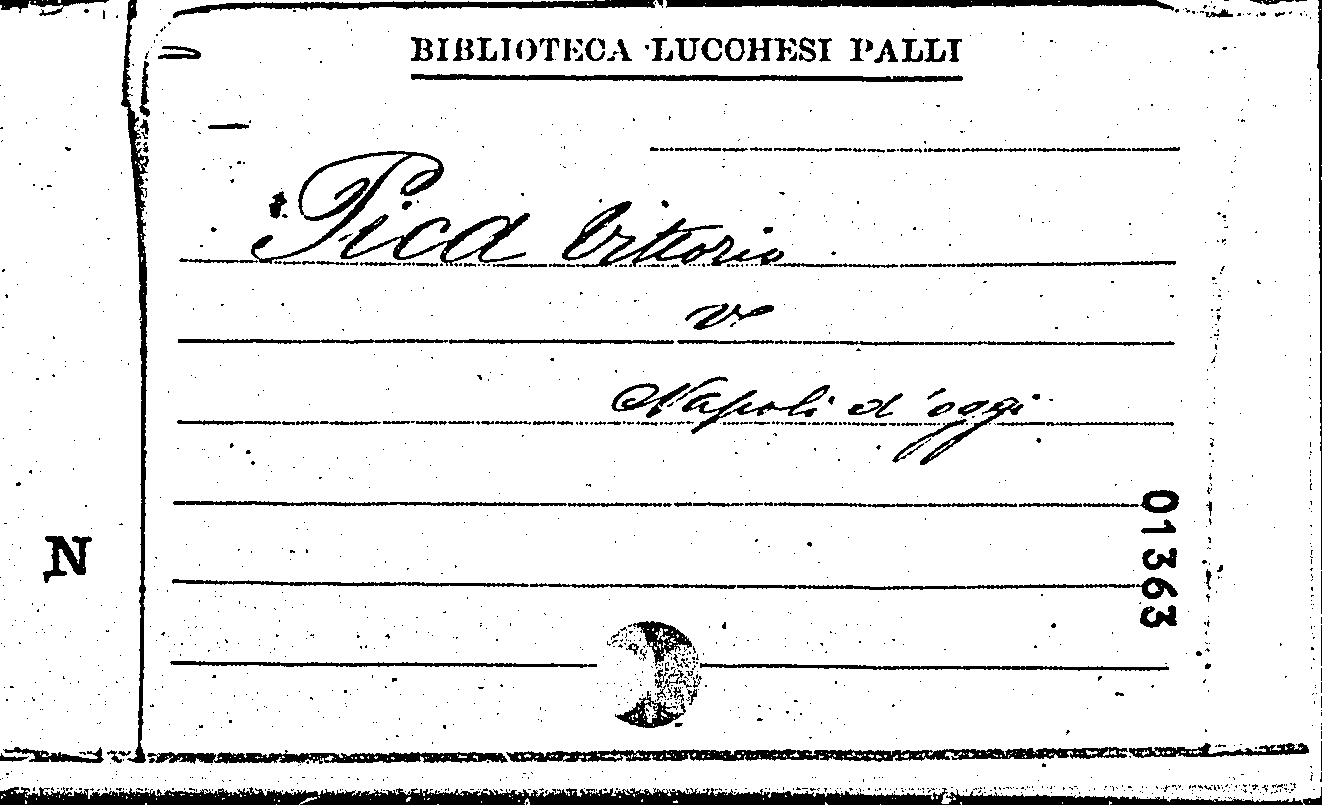 BIBLIOTECA LUCCHESI PALLI
Pica Vittorio
v
Napoli d'oggi
01363
N